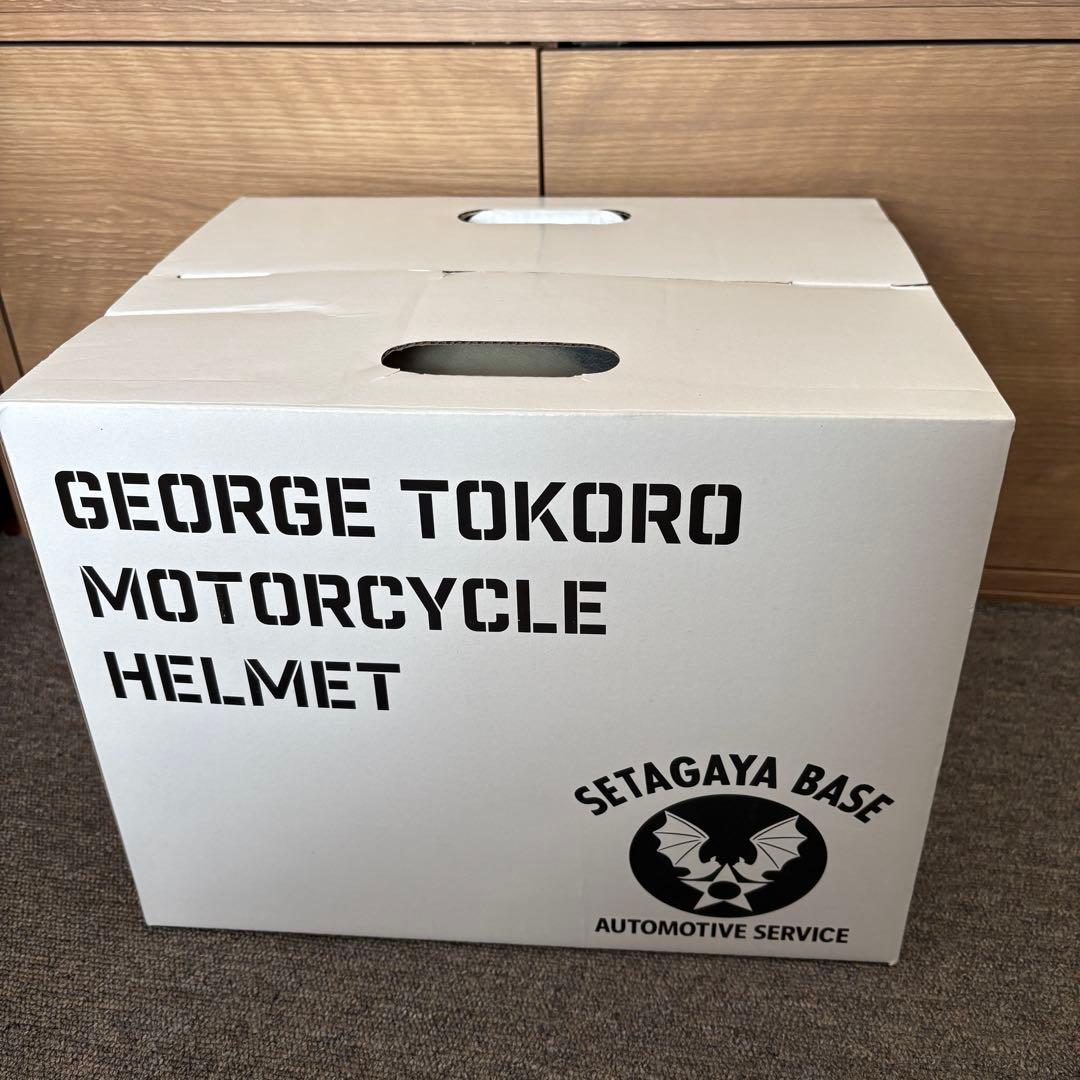 GEORGE TOKORO
MOTORCYCLE
HELMET
SETAGAYA BASE
AUTOMOTIVE SERVICE